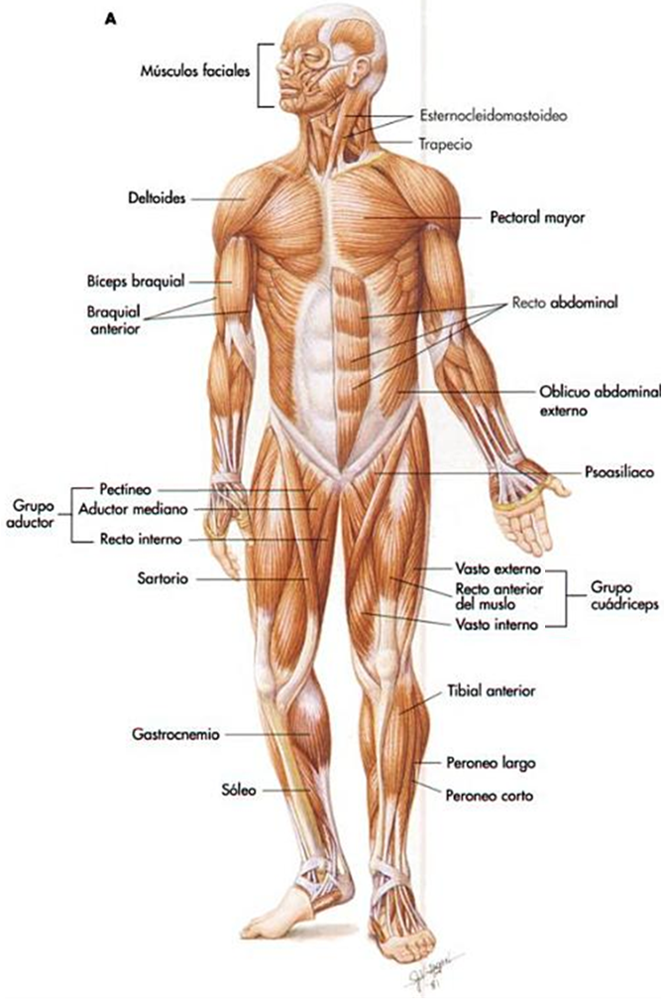 A
Músculos faciales
Esternocleidomastoideo
Trapecio
Deltoides
Pectoral mayor
Bíceps braquial
Braquial
anterior
Recto abdominal
Oblicuo abdominal
externo
Psoasilíaco
Grupo
aductor
Pectíneo
Aductor mediano
Recto interno
Sartorio
Vasto externo
Recto anterior
del muslo
Vasto interno
Grupo
cuádriceps
Tibial anterior
Gastrocnemio
Peroneo largo
Sóleo
Peroneo corto